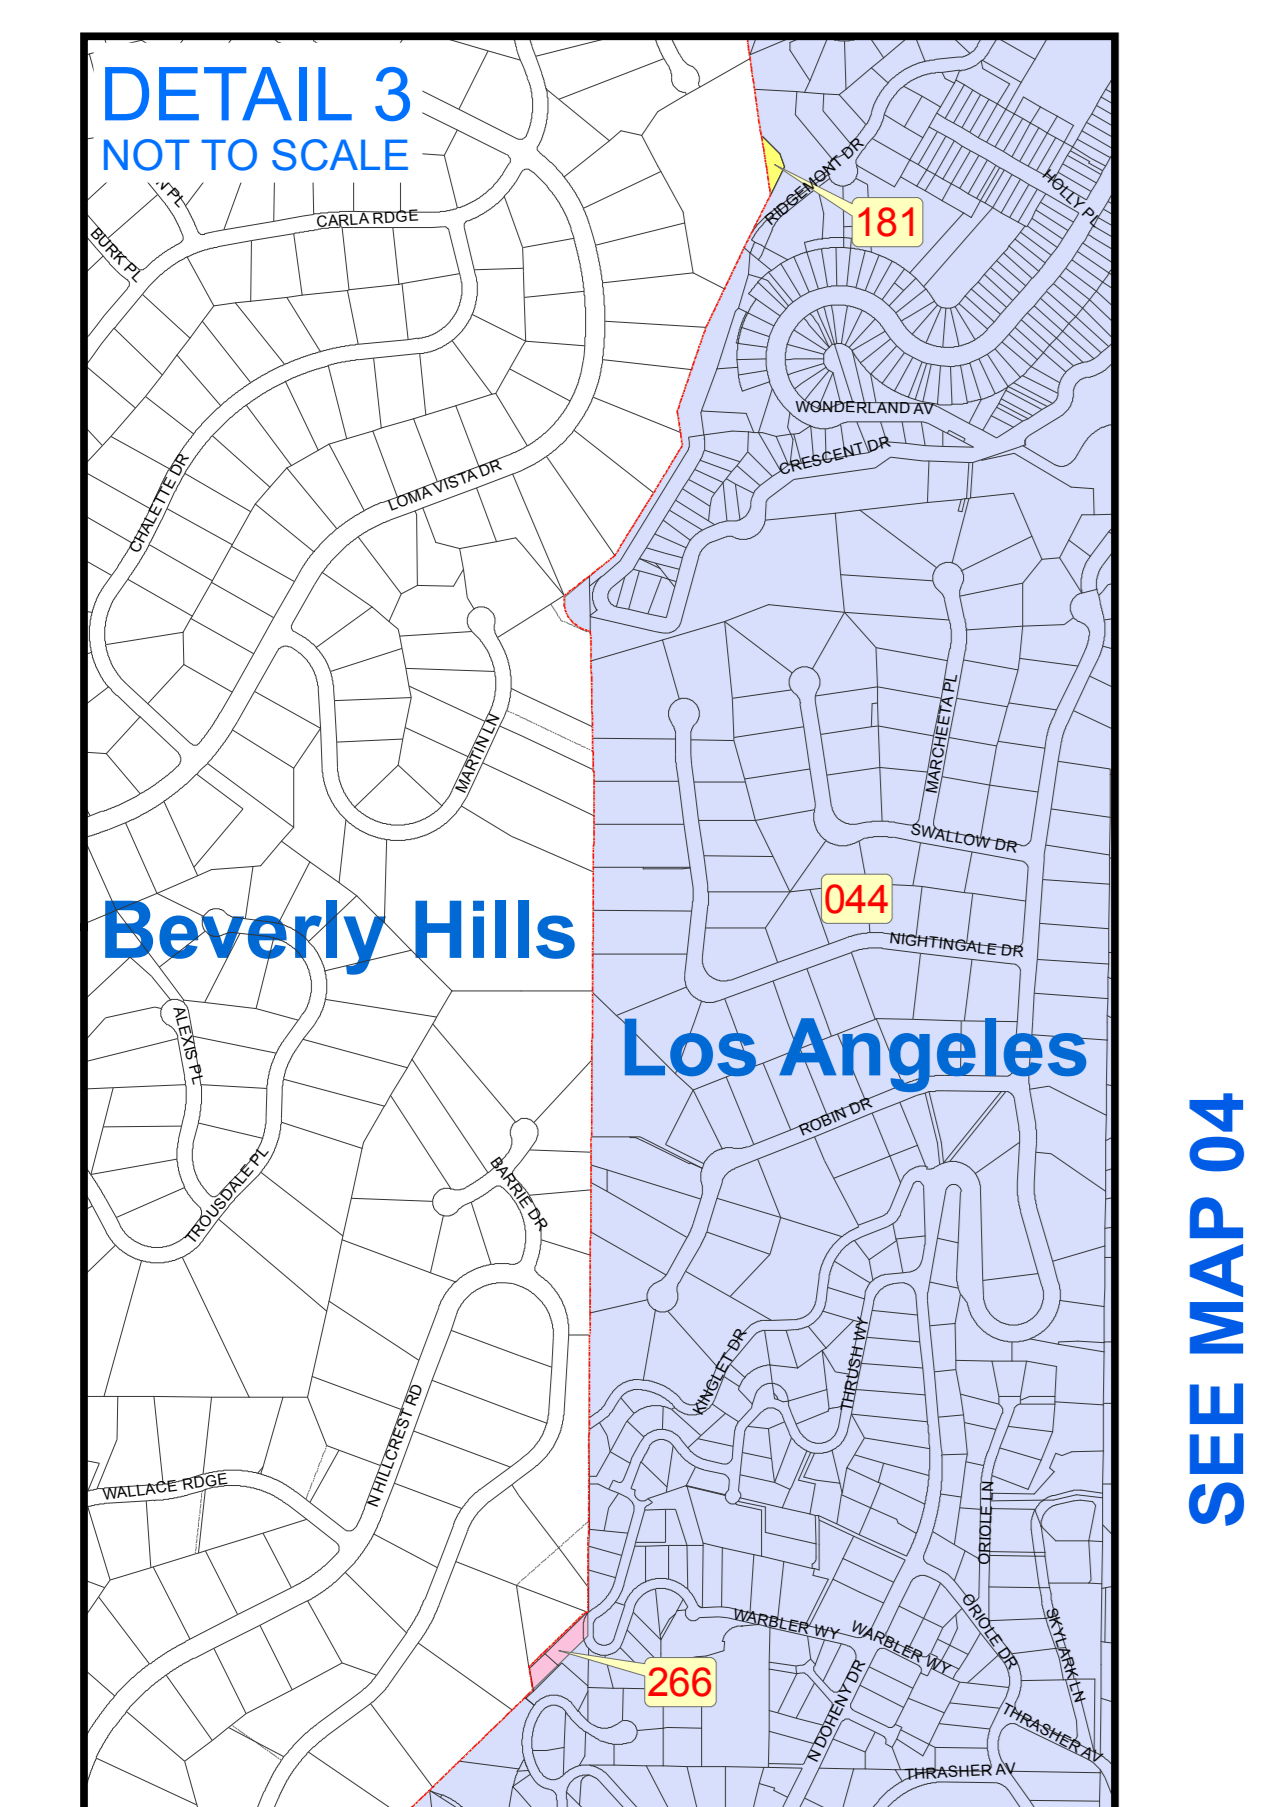 DETAIL 3
NOT TO SCALE
N PL
RIDGEMONT DR
HOLLY PL
CARLA RDGE
181
BURK PL
WONDERLAND AV
CRESCENT DR
CHALETTE DR
LOMA VISTA DR
MARCHEETA PL
MARTIN LN
SWALLOW DR
044
Beverly Hills
NIGHTINGALE DR
ALEXIS PL
Los Angeles
ROBIN DR
SEE MAP 04
TROUSDALE PL
BARRIE DR
KINGLET DR
THRUSH WY
N HILLCREST RD
WALLACE RDGE
ORIOLE LN
WARBLER WY
WARBLER WY
ORIOLE DR
SKYLARK LN
266
N DOHENY DR
THRASHER AV
THRASHER AV